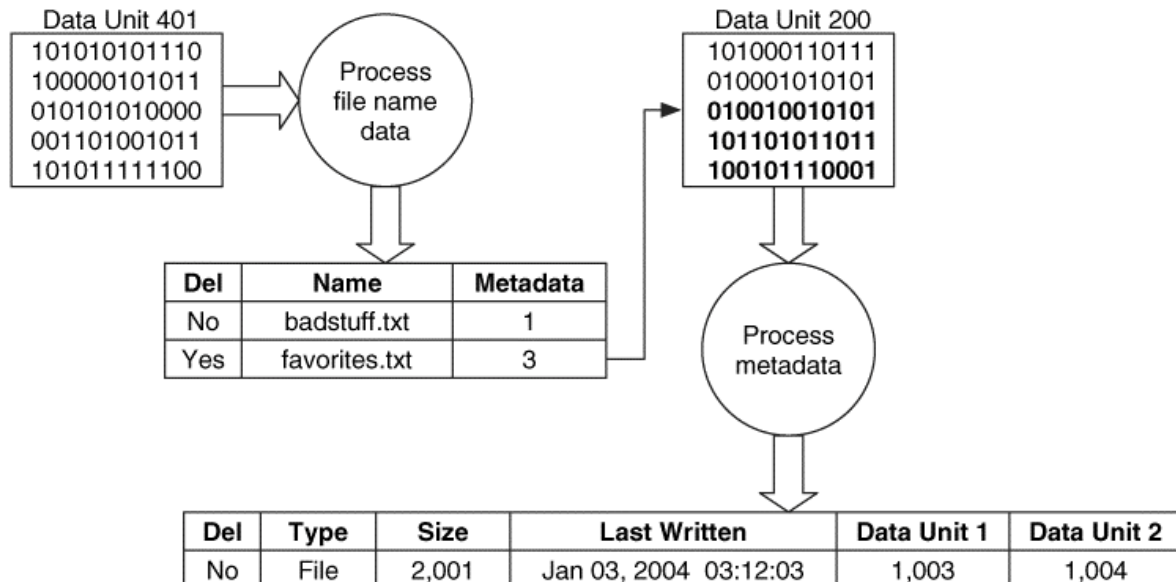 Data Unit 401
101010101110
100000101011
010101010000
001101001011
101011111100
Process
file name
data
Data Unit 200
101000110111
010001010101
010010010101
101101011011
100101110001
Del Name Metadata
No badstuff.txt 1
Yes favorites.txt 3
Process
metadata
Del Type Size Last Written Data Unit 1 Data Unit 2
No File 2,001 Jan 03, 2004 03:12:03 1,003 1,004